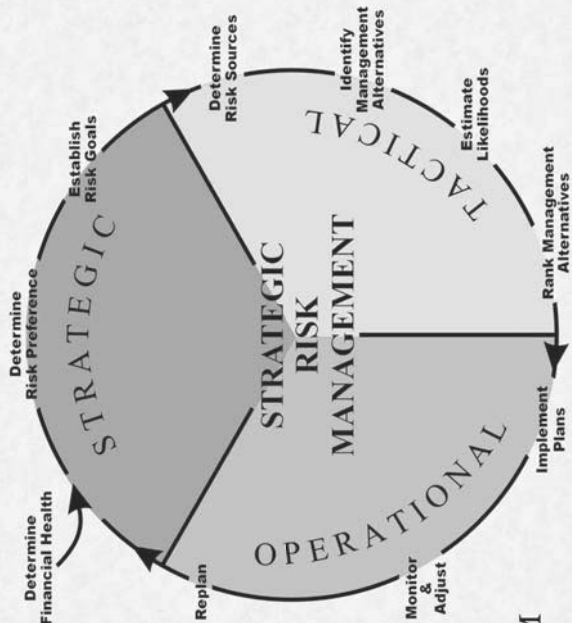 Determine
Financial Health
Determine
Risk Preference
Establish
Risk Goals
STRATEGIC
Determine
Risk Sources
Identify
Management
Alternatives
Estimate
Likelihoods
Rank Management
Alternatives
TACTICAL
STRATEGIC
RISK
MANAGEMENT
Implement
Plans
Monitor
&
Adjust
Replan
OPERATIONAL
M